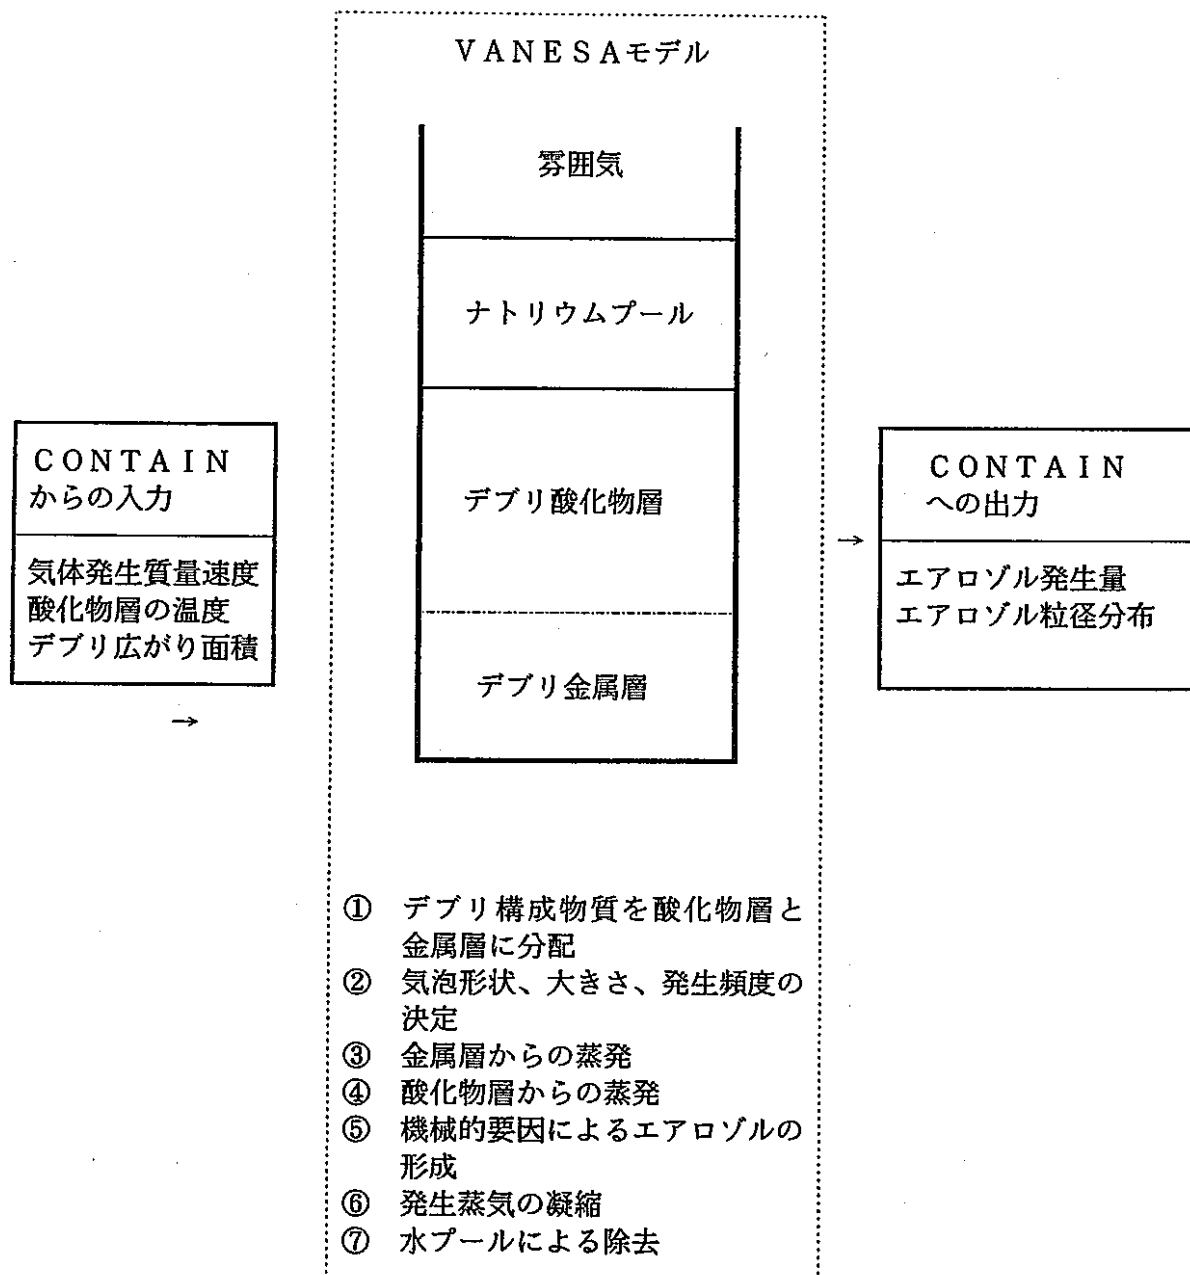 VANESAモデル
雰囲気
ナトリウムプール
デブリ酸化物層
デブリ金属層
CONTAIN
からの入力
気体発生質量速度
酸化物層の温度
デブリ広がり面積
→
→
CONTAIN
への出力
エアロゾル発生量
エアロゾル粒径分布
① デブリ構成物質を酸化物層と
金属層に分配
② 気泡形状、大きさ、発生頻度の
決定
③ 金属層からの蒸発
④ 酸化物層からの蒸発
⑤ 機械的要因によるエアロゾルの
形成
⑥ 発生蒸気の凝縮
⑦ 水プールによる除去